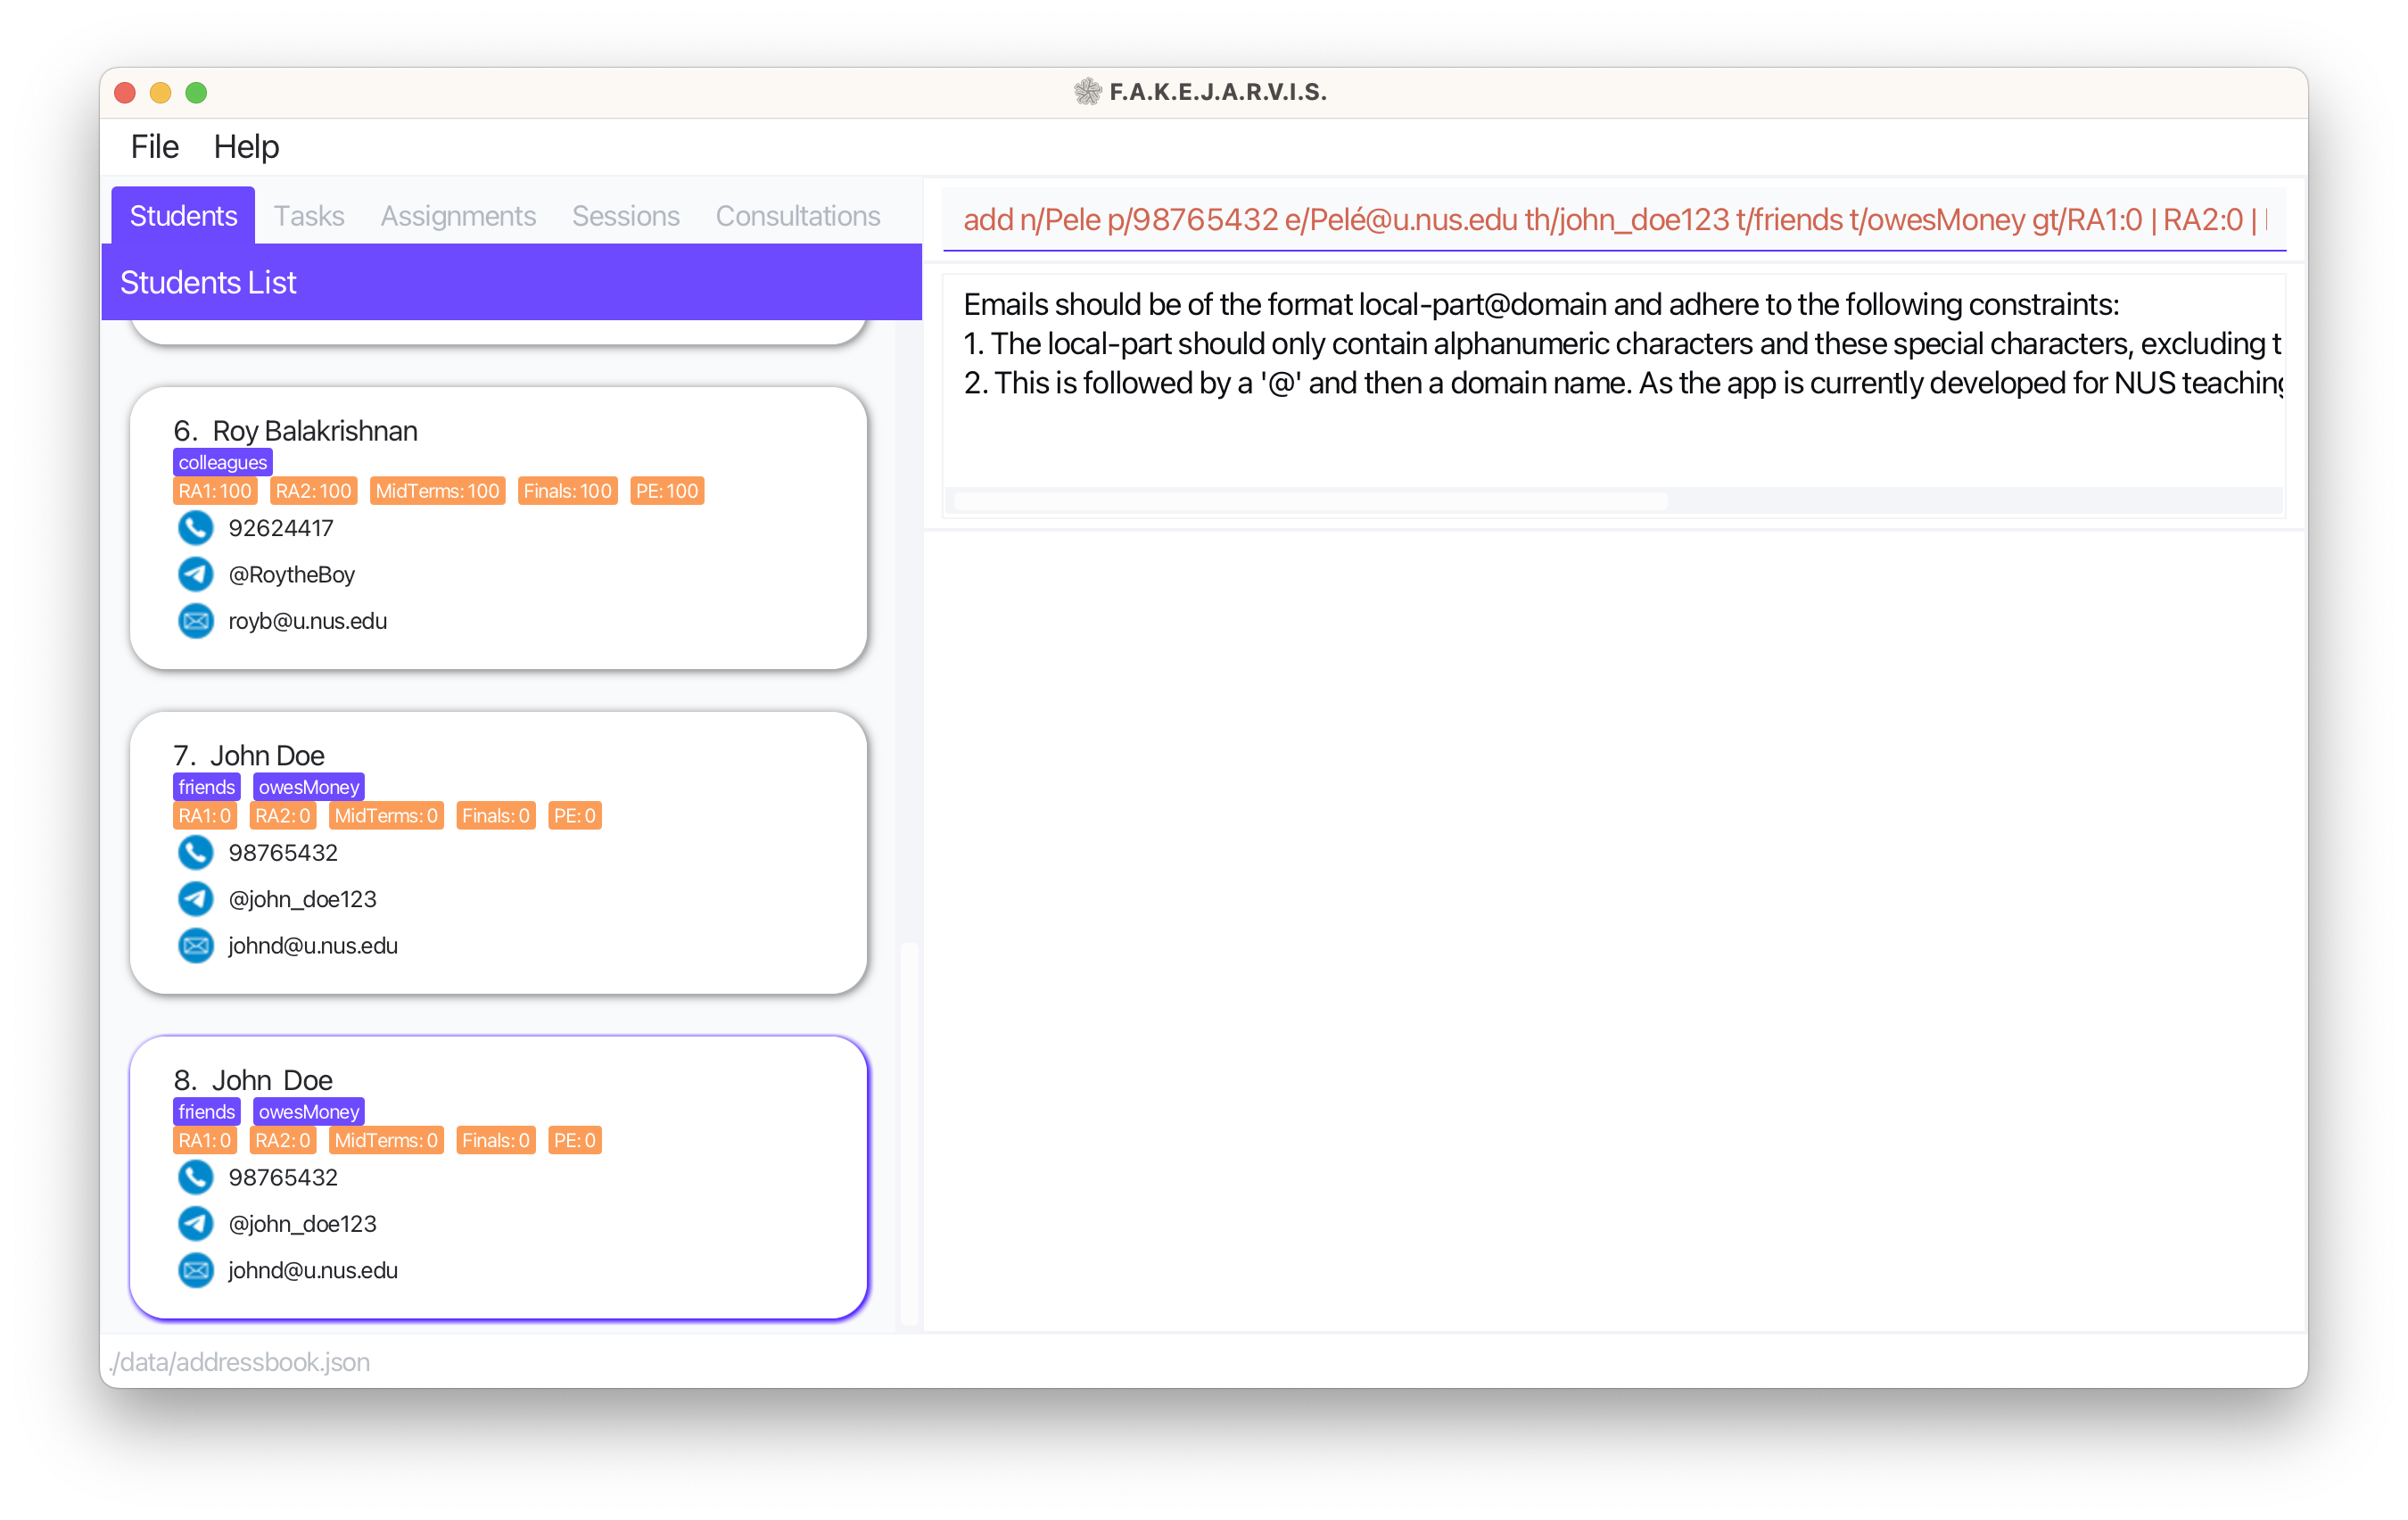 F.A.K.E.J.A.R.V.I.S.
File Help
Students Tasks Assignments Sessions Consultations
Students List
6. Roy Balakrishnan
colleagues
RA1: 100 RA2: 100 MidTerms: 100 Finals: 100 PE: 100
92624417
@RoytheBoy
royb@u.nus.edu
7. John Doe
friends owesMoney
RA1: 0 RA2: 0 MidTerms: 0 Finals: 0 PE: 0
98765432
@john_doe123
johnd@u.nus.edu
8. John  Doe
friends owesMoney
RA1: 0 RA2: 0 MidTerms: 0 Finals: 0 PE: 0
98765432
@john_doe123
johnd@u.nus.edu
add n/Pele p/98765432 e/Pelé@u.nus.edu th/john_doe123 t/friends t/owesMoney gt/RA1:0 | RA2:0 |
Emails should be of the format local-part@domain and adhere to the following constraints:
1. The local-part should only contain alphanumeric characters and these special characters, excluding
2. This is followed by a '@' and then a domain name. As the app is currently developed for NUS teaching
./data/addressbook.json